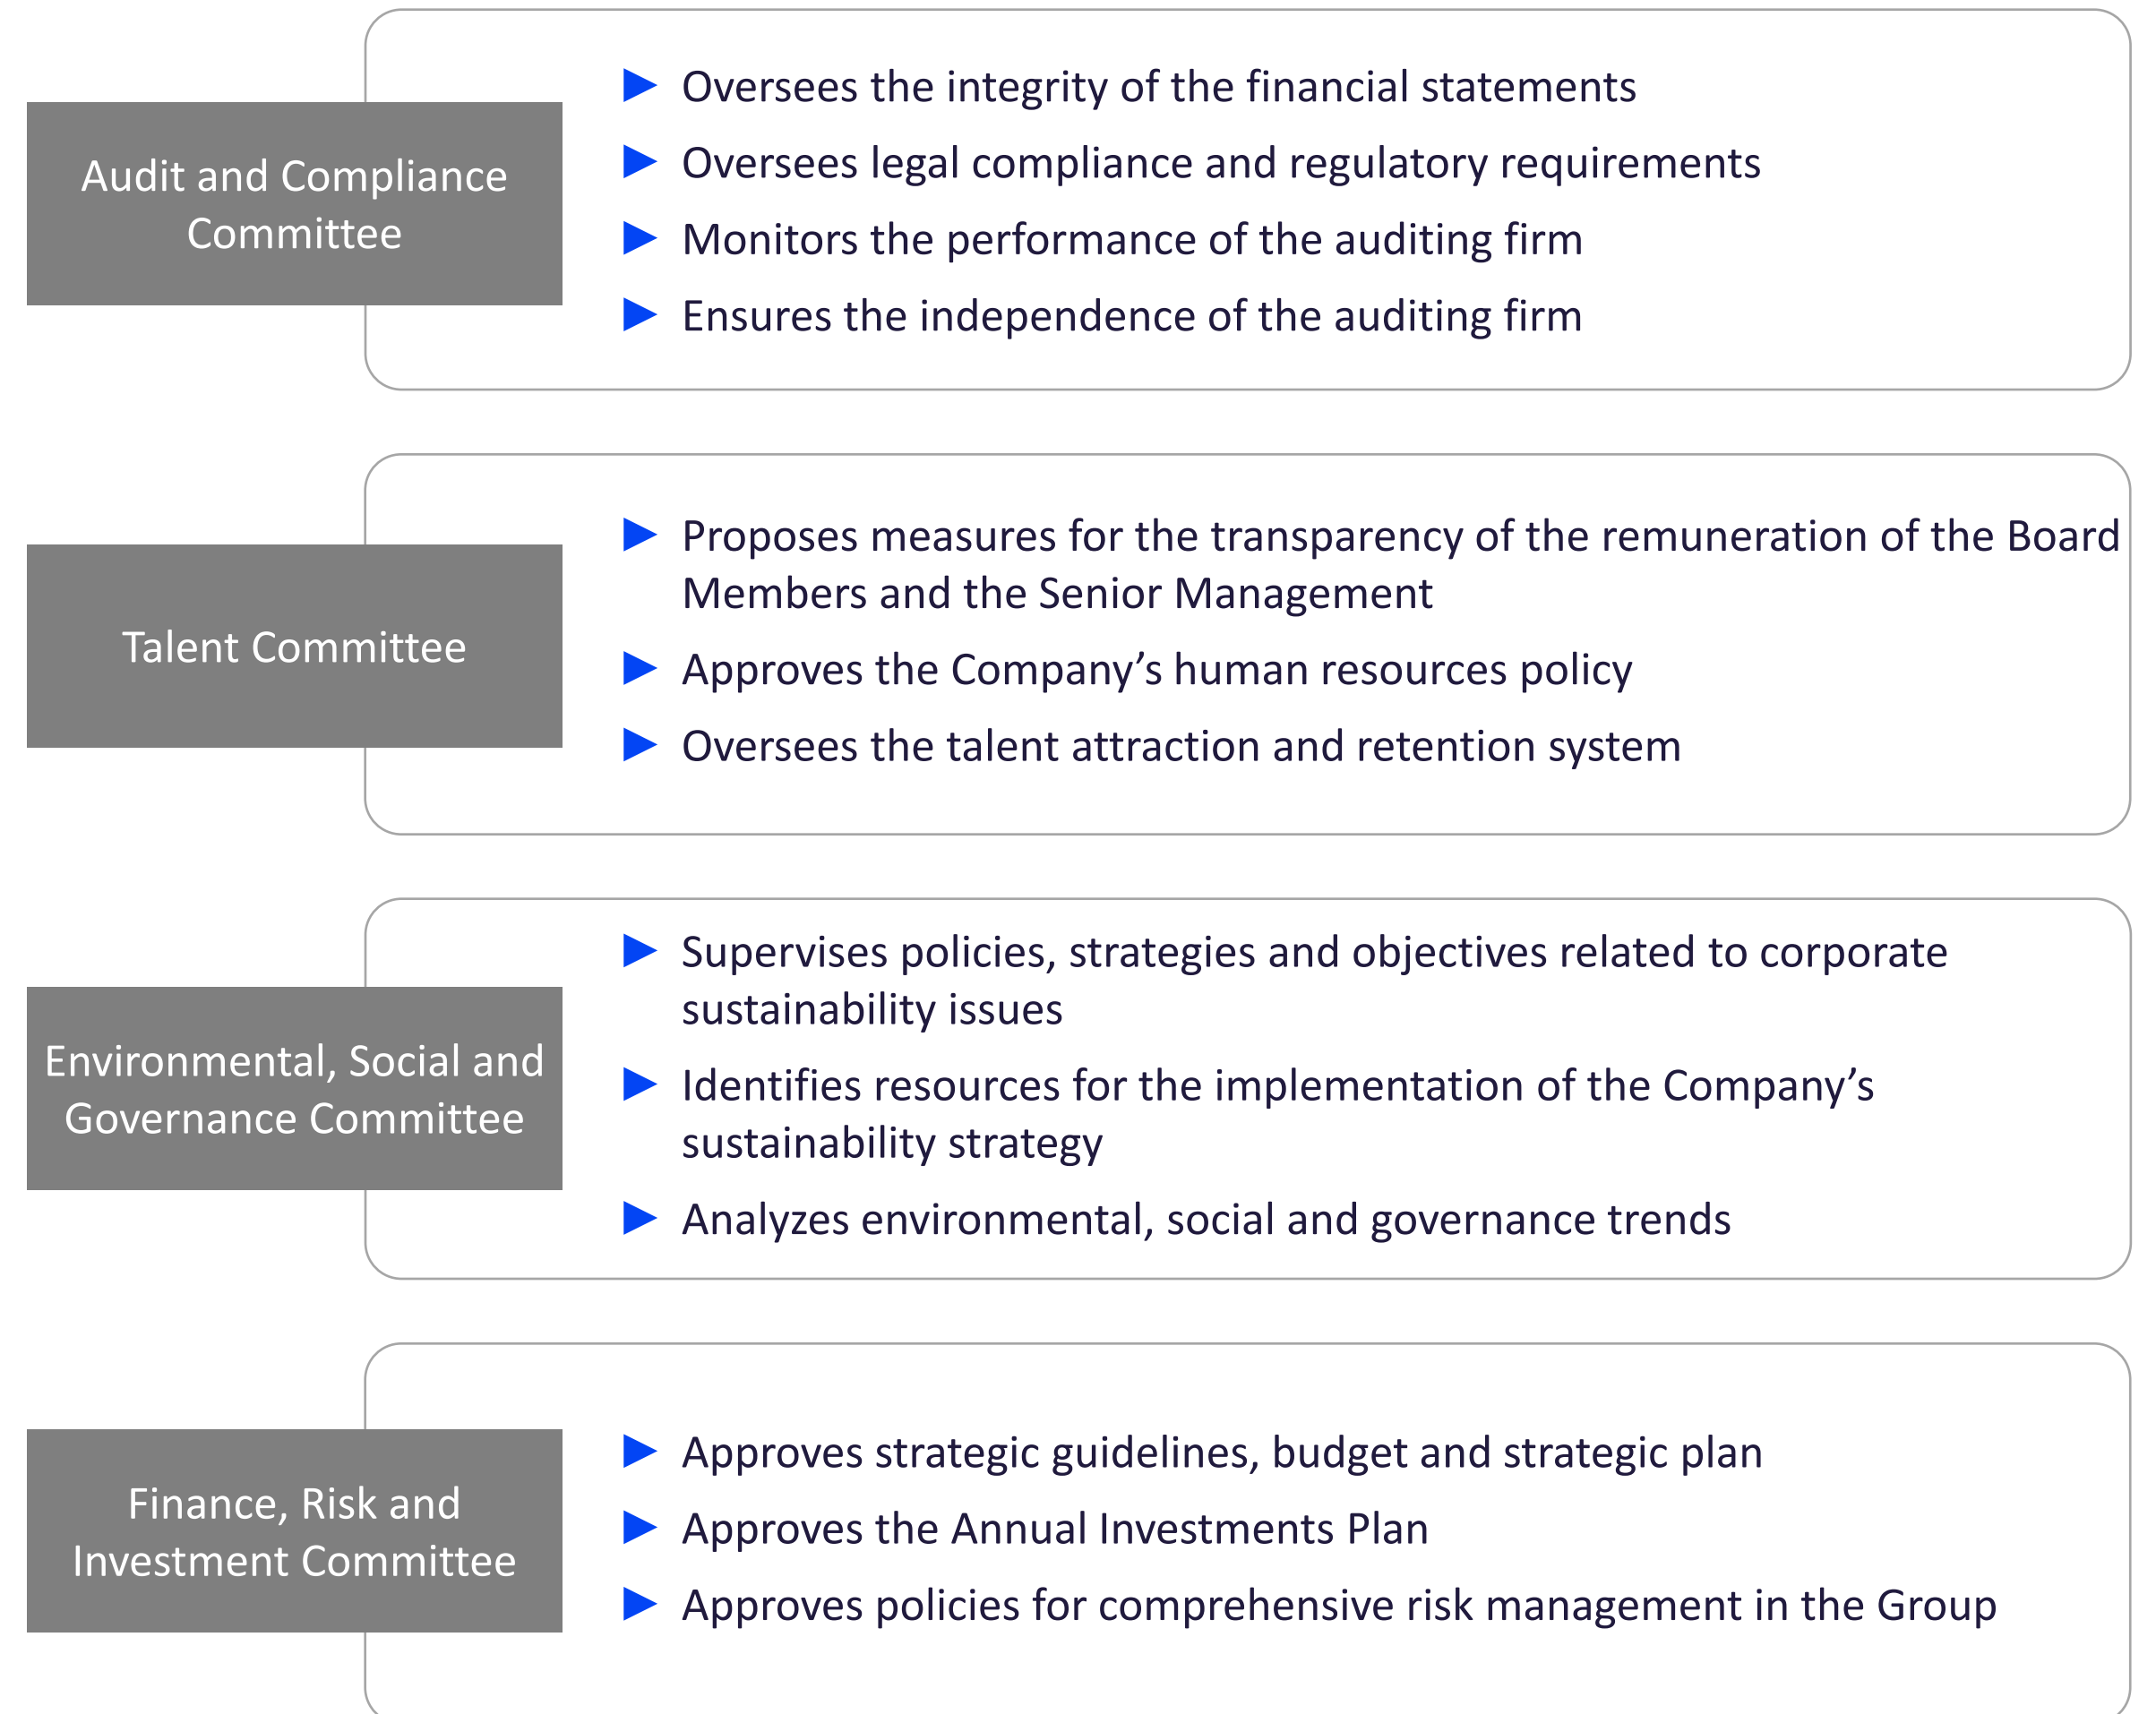 Audit and Compliance
Committee
Oversees the integrity of the financial statements
Oversees legal compliance and regulatory requirements
Monitors the performance of the auditing firm
Ensures the independence of the auditing firm
Talent Committee
Proposes measures for the transparency of the remuneration of the Board
Members and the Senior Management
Approves the Company’s human resources policy
Oversees the talent attraction and retention system
Environmental, Social and
Governance Committee
Supervises policies, strategies and objectives related to corporate
sustainability issues
Identifies resources for the implementation of the Company’s
sustainability strategy
Analyzes environmental, social and governance trends
Finance, Risk and
Investment Committee
Approves strategic guidelines, budget and strategic plan
Approves the Annual Investments Plan
Approves policies for comprehensive risk management in the Group